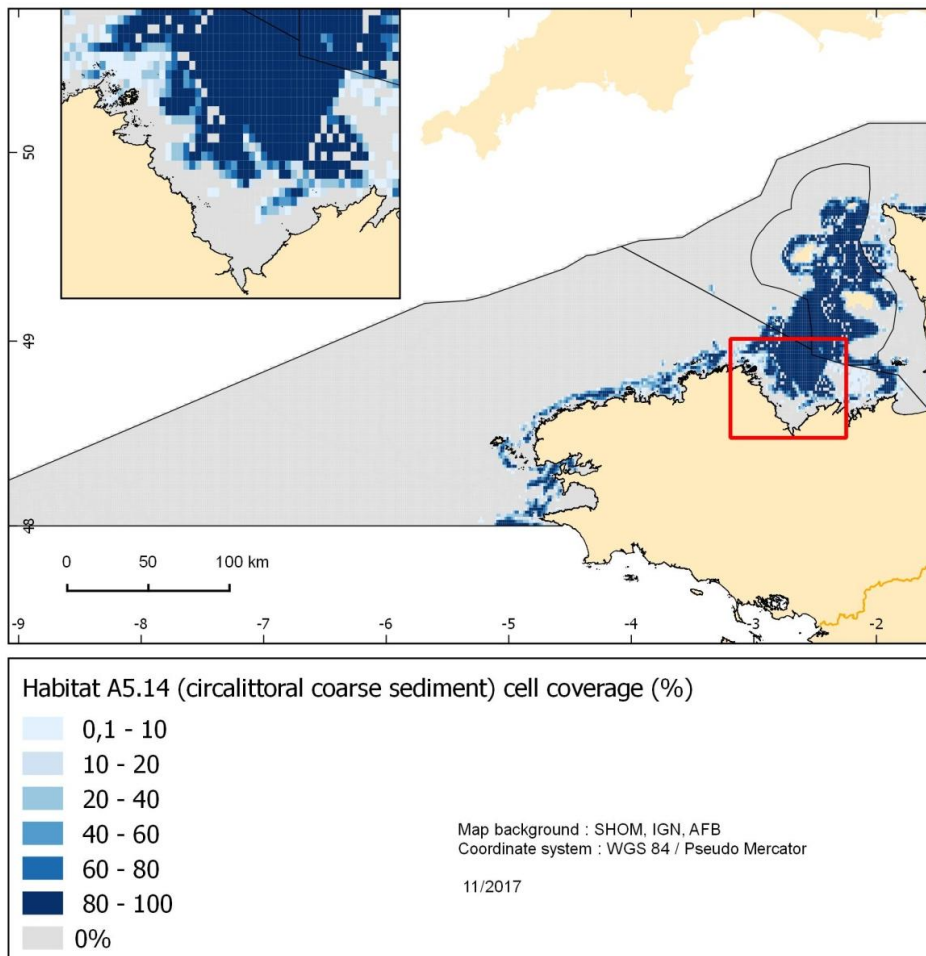 50
49
48
0 50 100 km
-9 -8 -7 -6 -5 -4 -3 -2
Habitat A5.14 (circalittoral coarse sediment) cell coverage (%)
0,1 - 10
10 - 20
20 - 40
40 - 60
60 - 80
80 - 100
0%
Map background : SHOM, IGN, AFB
Coordinate system : WGS 84 / Pseudo Mercator
11/2017